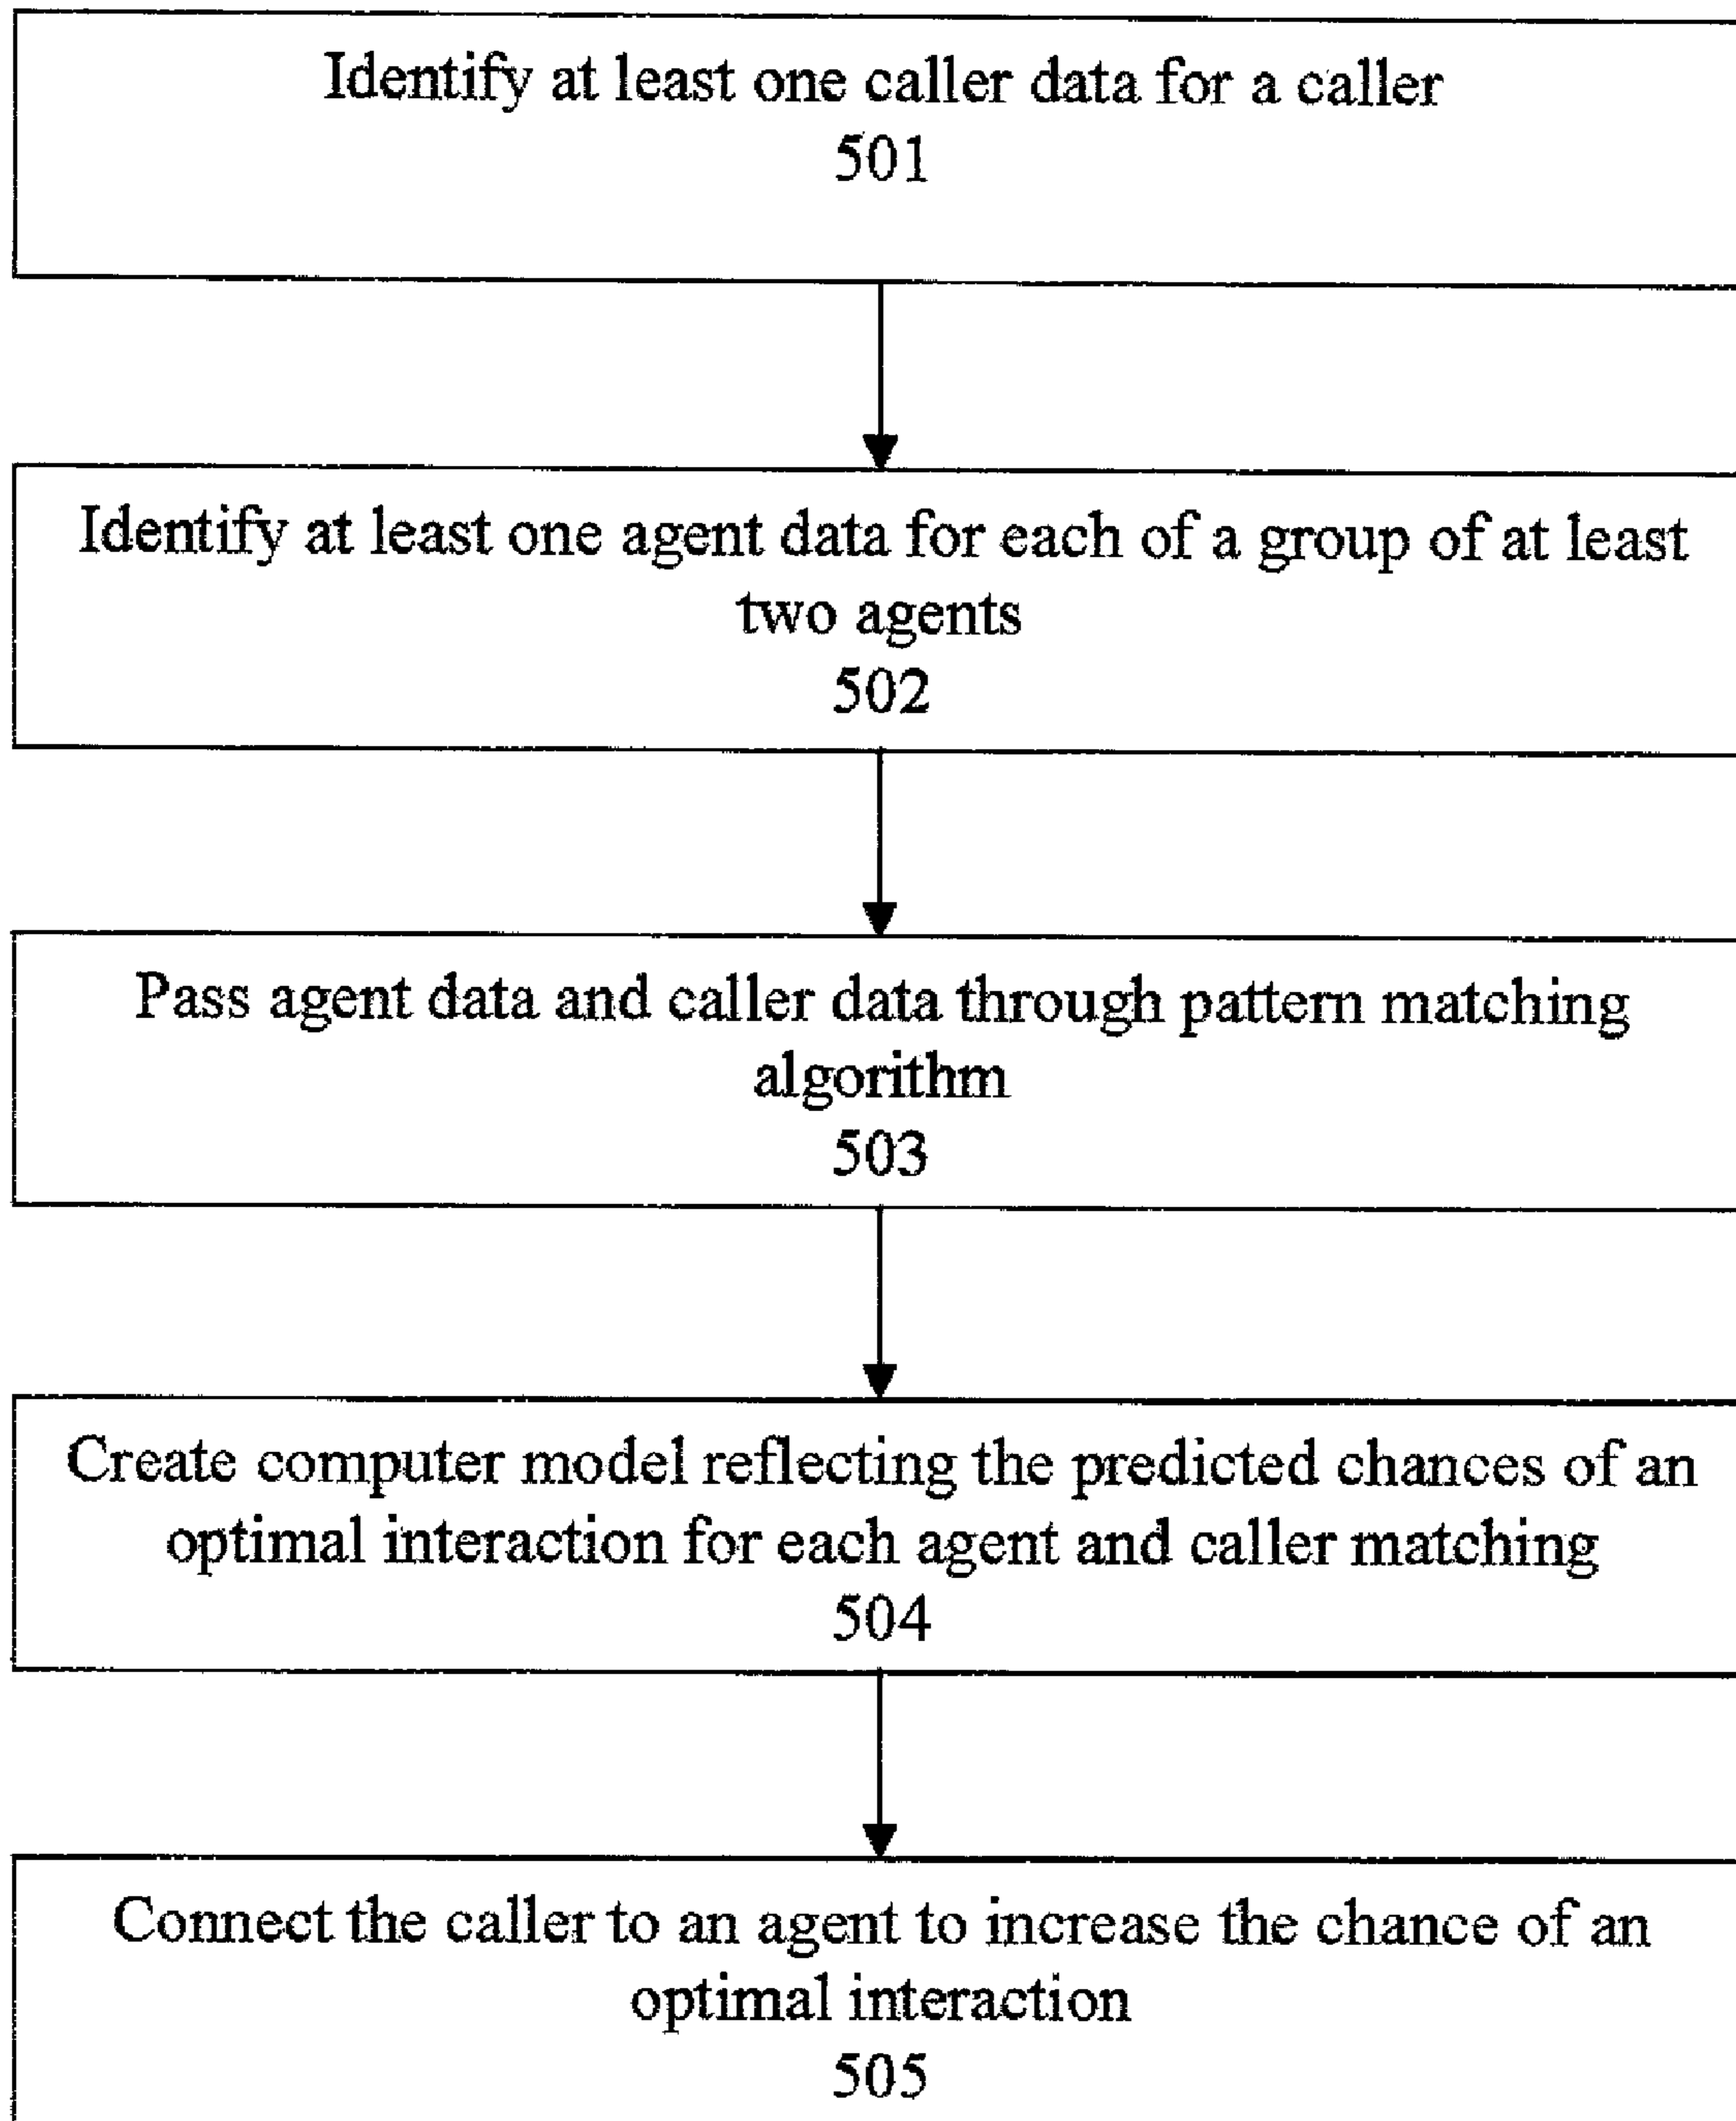 Identify at least one caller data for a caller
501
Identify at least one agent data for each of a group of at least
two agents
502
Pass agent data and caller data through pattern matching
algorithm
503
Create computer model reflecting the predicted chances of an
optimal interaction for each agent and caller matching
504
Connect the caller to an agent to increase the chance of an
optimal interaction
505